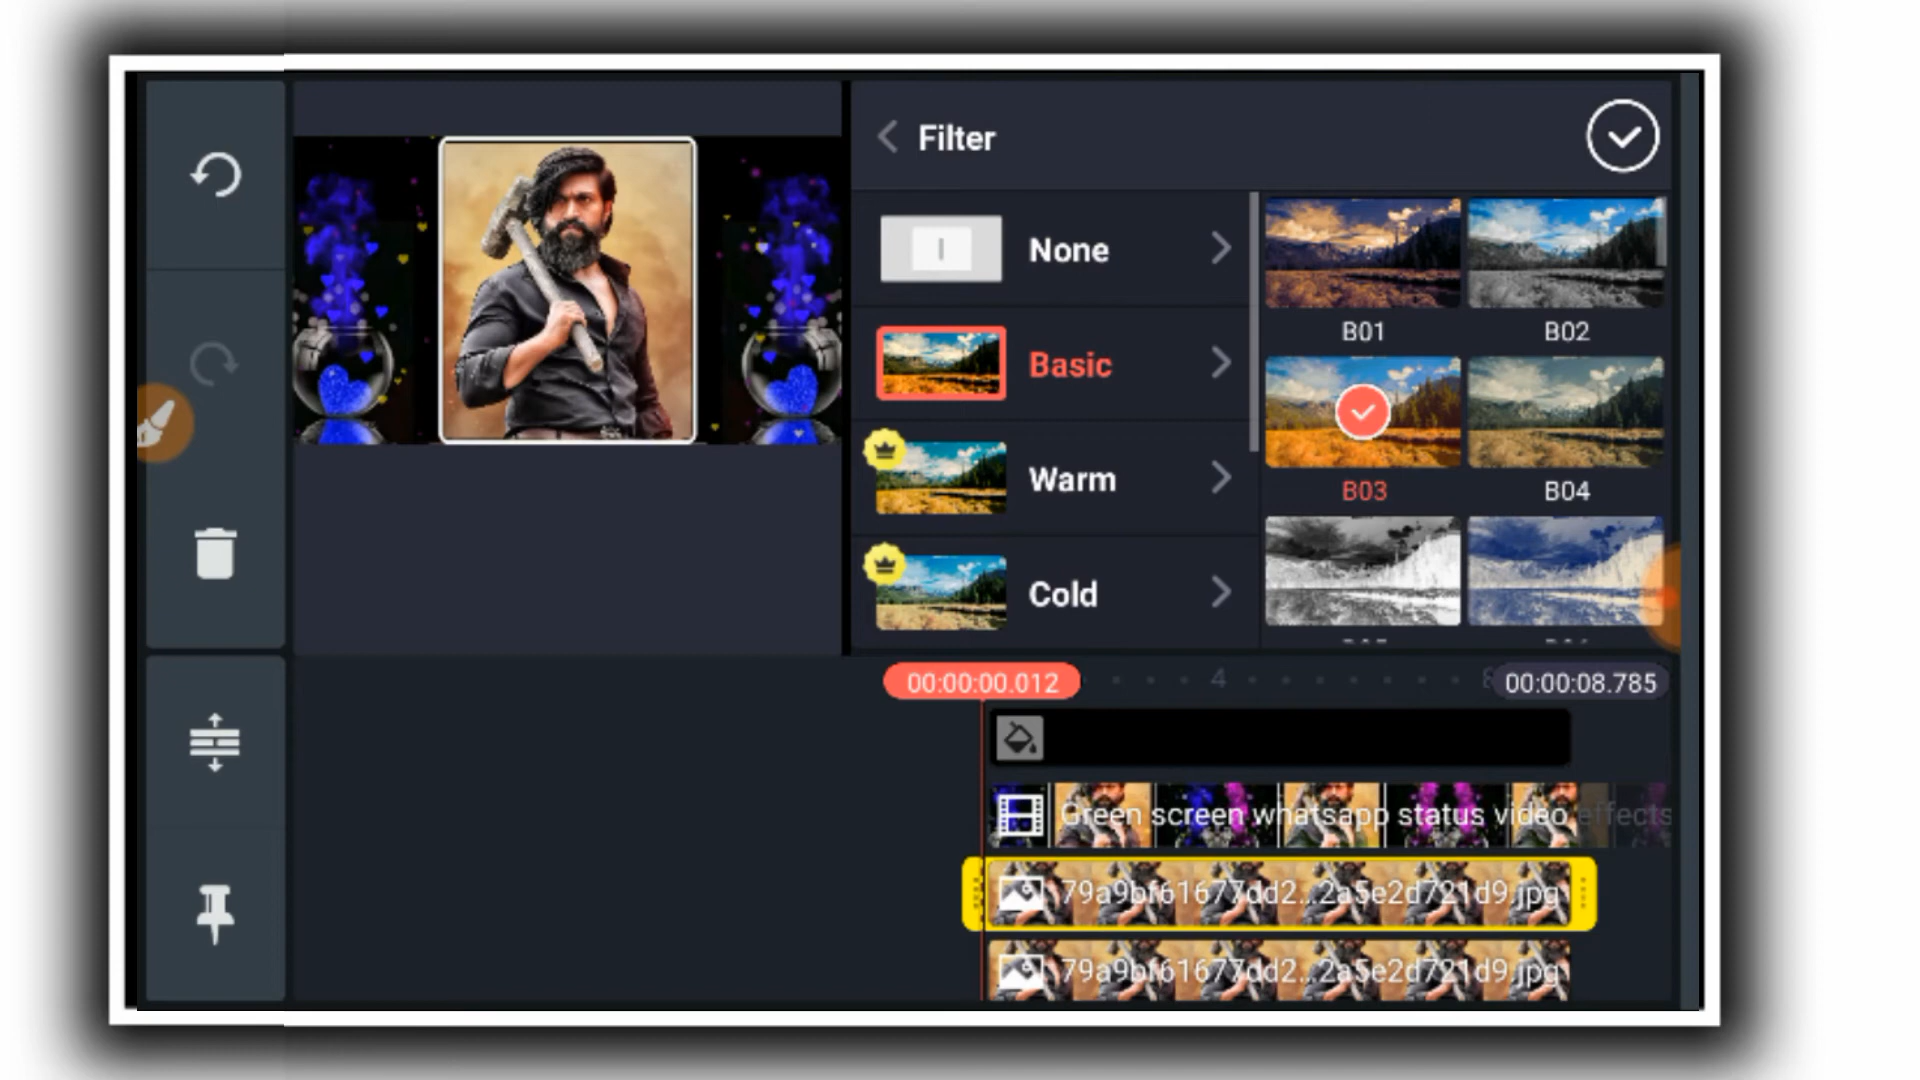 Filter
None
Basic
Warm
Cold
B01
B02
B03
B04
00:00:00.012
4
00:00:08.785
Green screen whatsapp status video effects
79a9bf61677dd2...2a5e2d721d9.jpg
79a9bf61677dd2...2a5e2d721d9.jpg